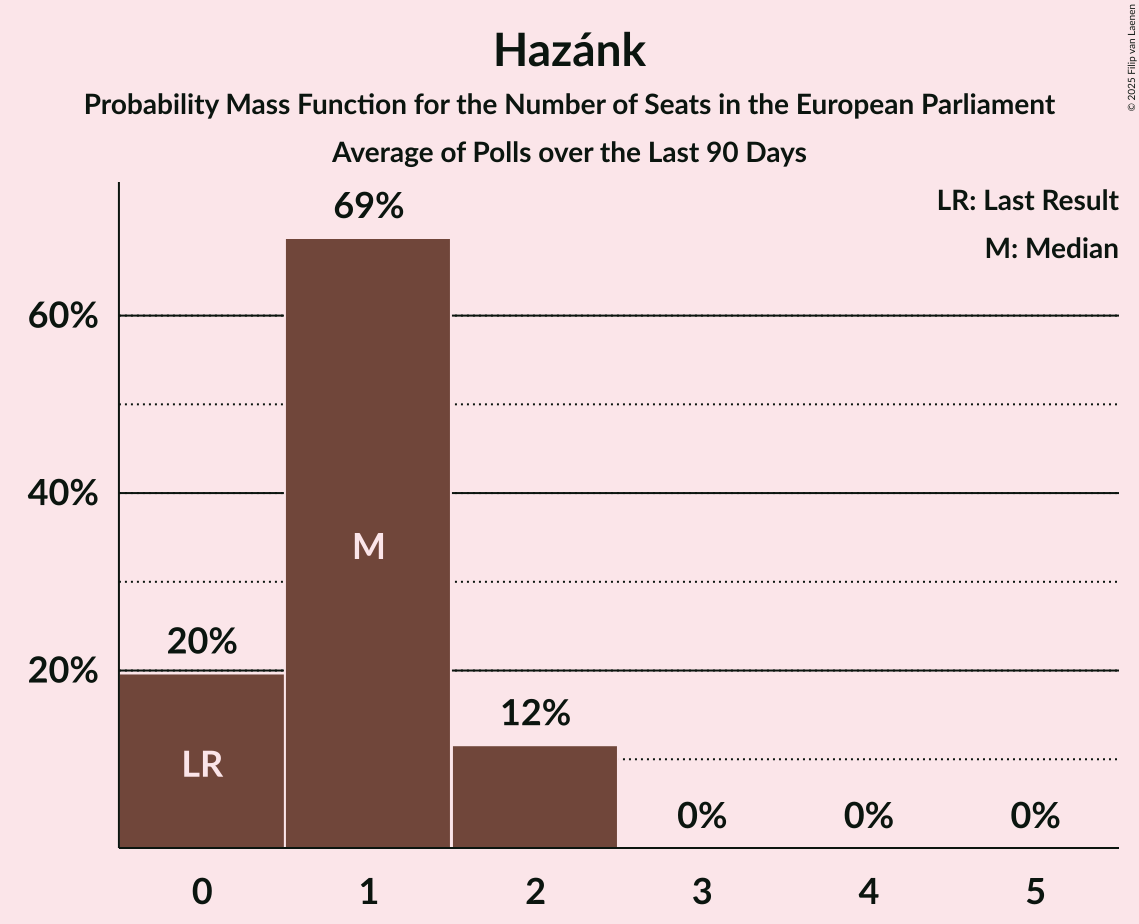 Hazánk
Probability Mass Function for the Number of Seats in the European Parliament
Average of Polls over the Last 90 Days
© 2025 Filip van Laenen
LR: Last Result
M: Median
69%
60%
40%
M
20%
20%
12%
LR
0%
0%
0%
0
1
2
3
4
5